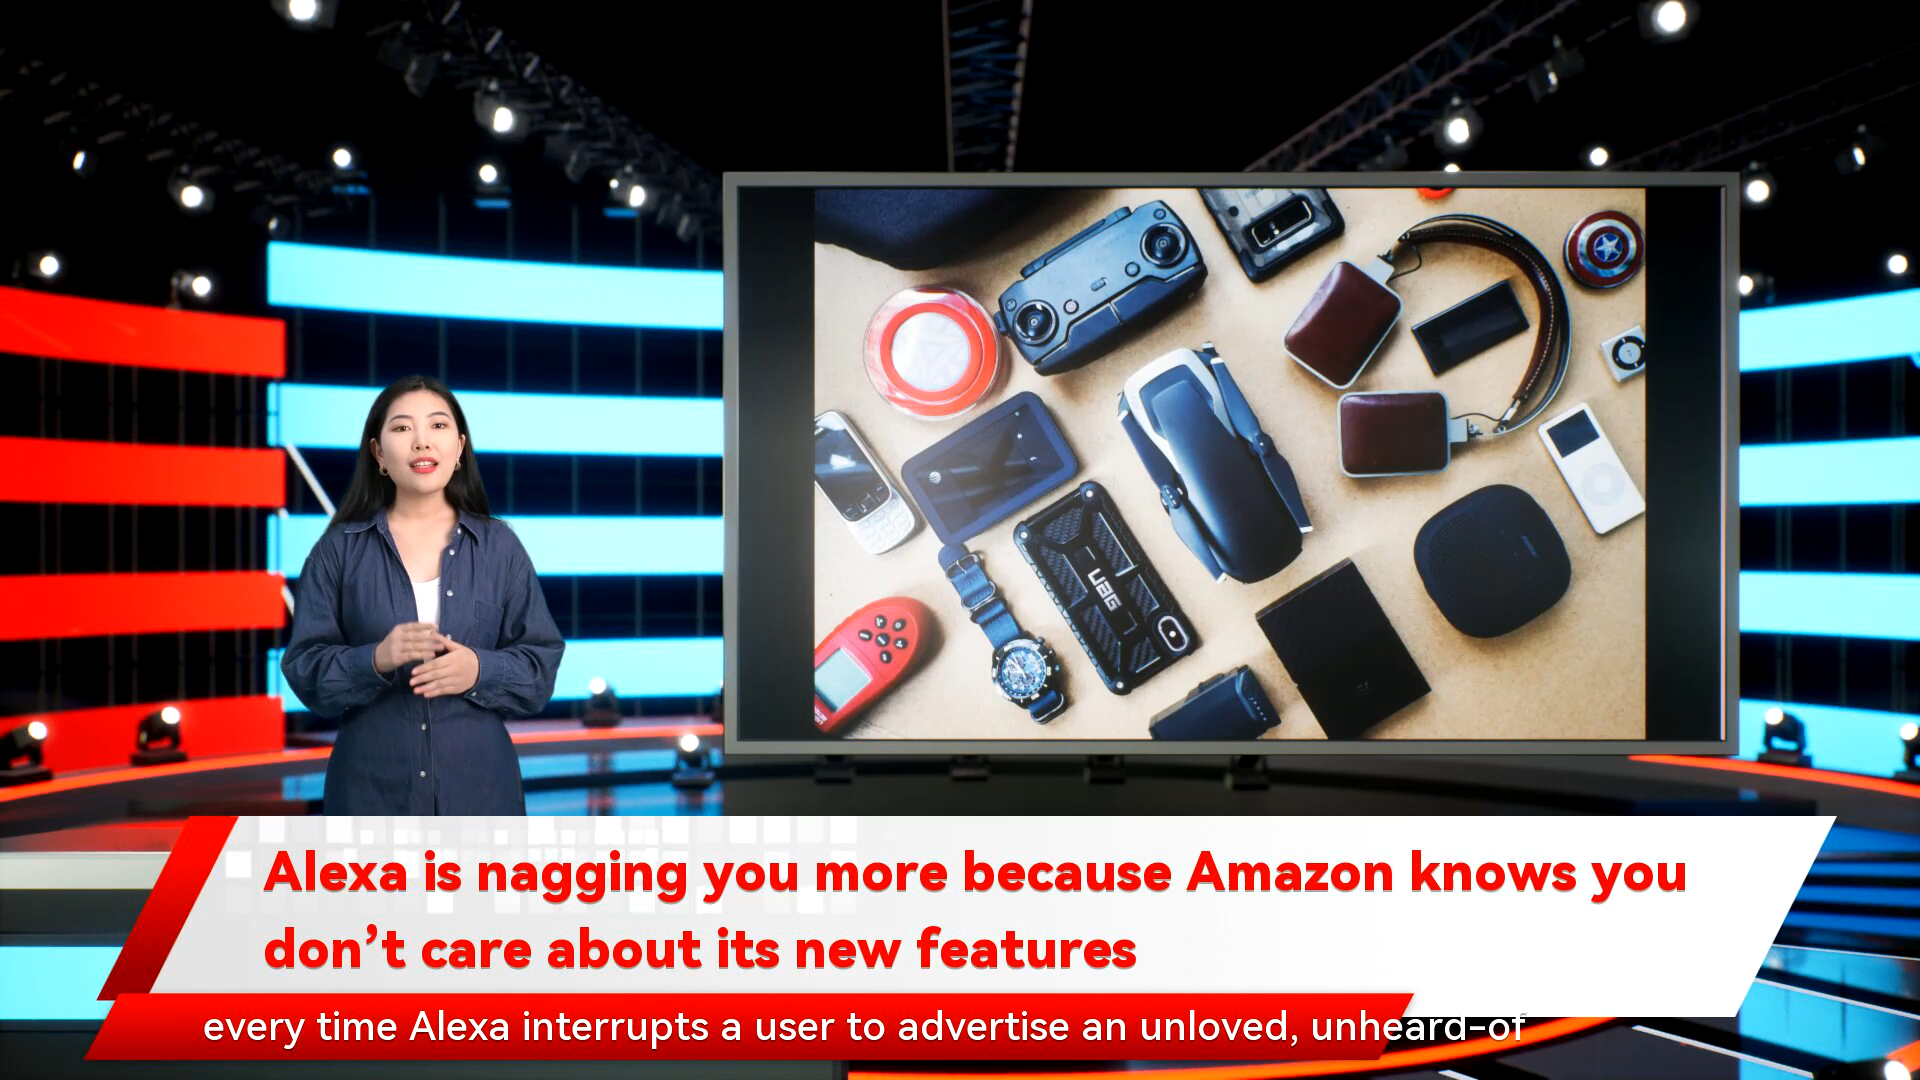 UAG
Alexa is nagging you more because Amazon knows you
don’t care about its new features
every time Alexa interrupts a user to advertise an unloved, unheard-of